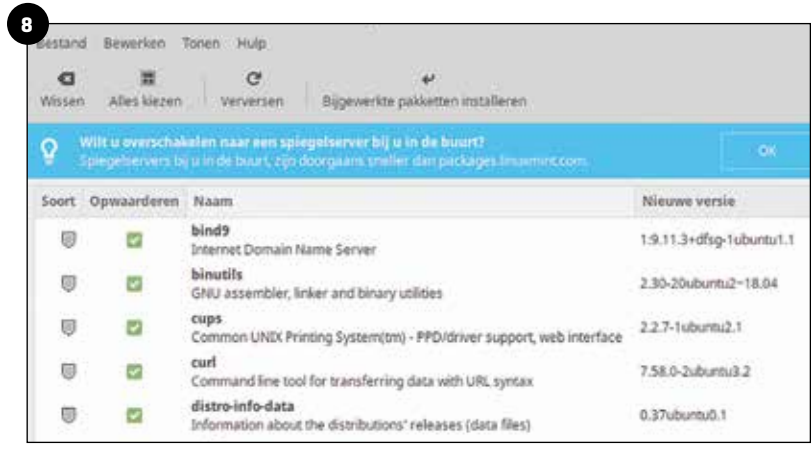 8
Bestand Bewerken Tonen Hulp
Wissen Alles kiezen Verversen Bijgewerkte pakketten installeren
Wilt u overschakelen naar een spiegelserver bij u in de buurt?
Spiegelservers bij u in de buurt, zijn doorgaans sneller dan packages.linuxmint.com.
OK
Soort Opwaarderen Naam Nieuwe versie
bind9
Internet Domain Name Server
1:9.11.3+dfsg-1ubuntu1.1
binutils
GNU assembler, linker and binary utilities
2.30-20ubuntu2~18.04
cups
Common UNIX Printing System(tm) - PPD/driver support, web interface
2.2.7-1ubuntu2.1
curl
Command line tool for transferring data with URL syntax
7.58.0-2ubuntu3.2
distro-info-data
Information about the distributions' releases (data files)
0.37ubuntu0.1